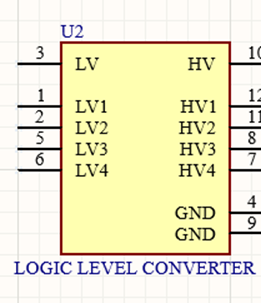 U2
3 LV HV 10
1 LV1 HV1 12
2 LV2 HV2 11
5 LV3 HV3 8
6 LV4 HV4 7
GND 4
GND 9
LOGIC LEVEL CONVERTER